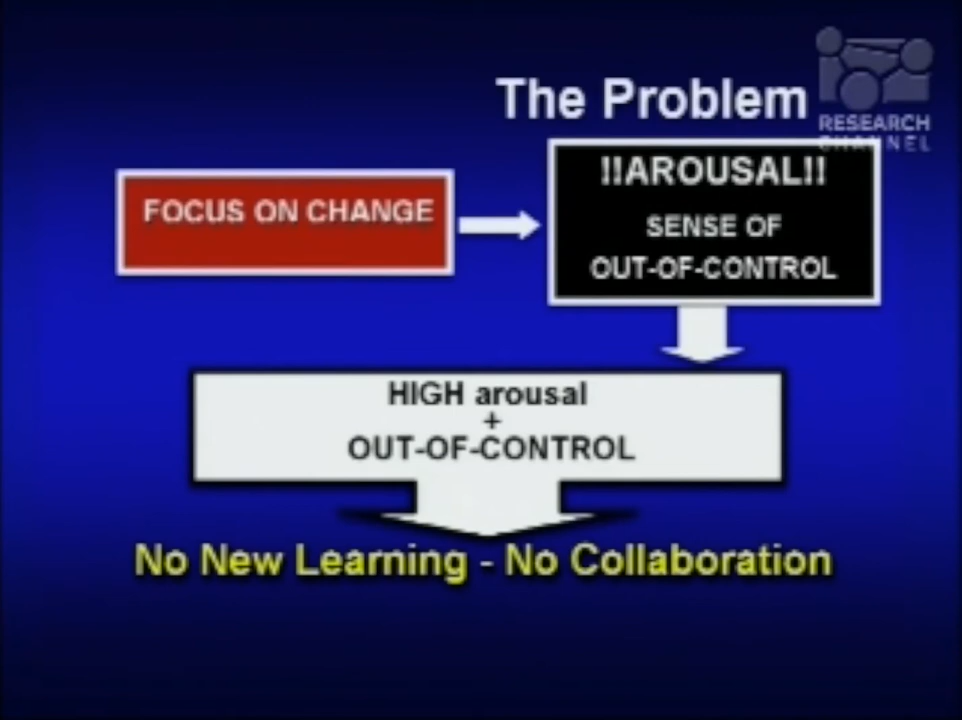 The Problem
RESEARCH
CHANNEL
!!AROUSAL!!
FOCUS ON CHANGE
SENSE OF
OUT-OF-CONTROL
HIGH arousal
+
OUT-OF-CONTROL
No New Learning - No Collaboration